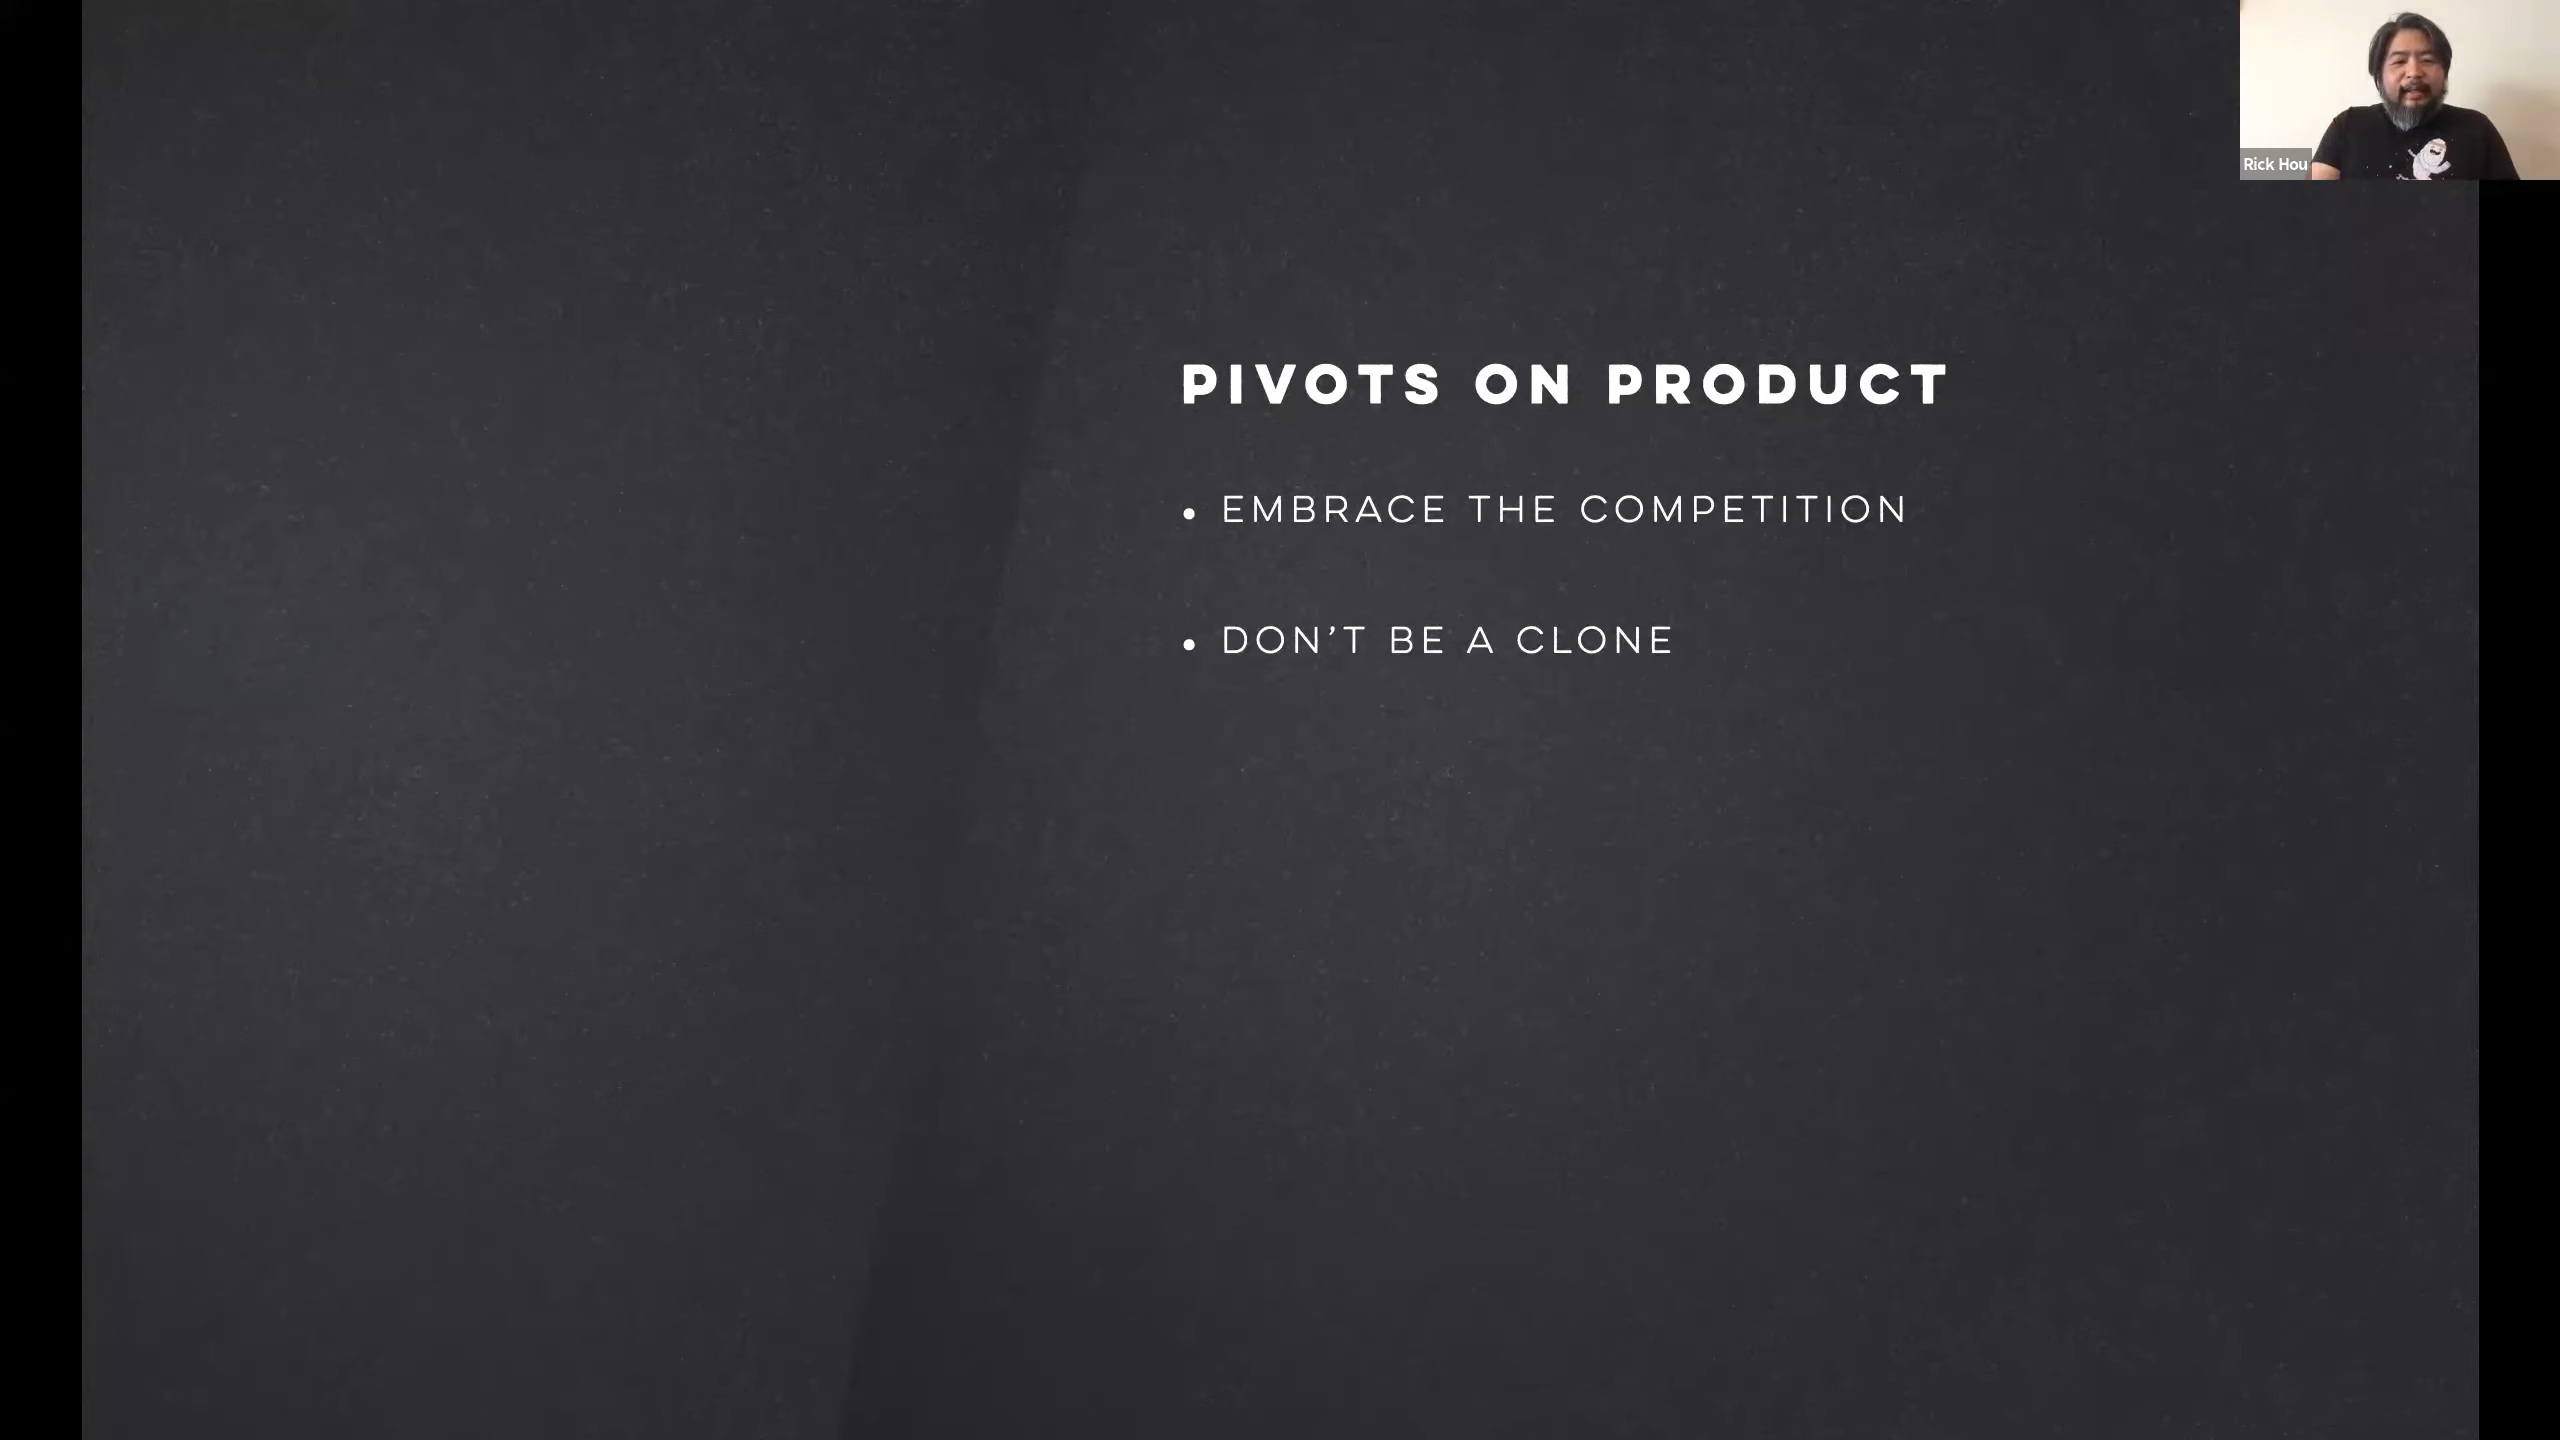 Rick Hou
PIVOTS ON PRODUCT
• EMBRACE THE COMPETITION
• DON’T BE A CLONE